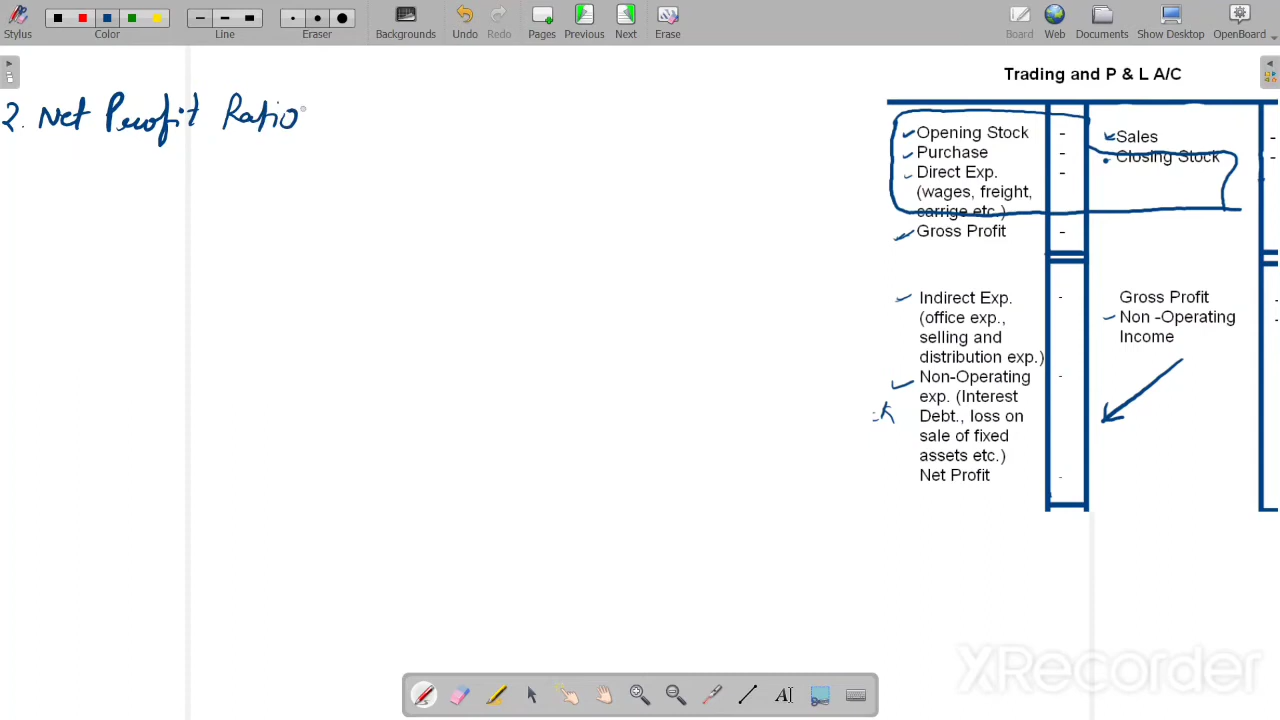 Stylus Color Line Eraser Backgrounds Undo Redo Pages Previous Next Erase Board Web Documents Show Desktop OpenBoard
2. Net Profit Ratio
Trading and P & L A/C
Opening Stock - Sales -
Purchase - Closing Stock -
Direct Exp. -
(wages, freight,
carrige etc.)
Gross Profit -
Indirect Exp. - Gross Profit -
(office exp., Non -Operating -
selling and Income
distribution exp.)
Non-Operating -
exp. (Interest
Debt., loss on
sale of fixed
assets etc.)
Net Profit -
XRecorder